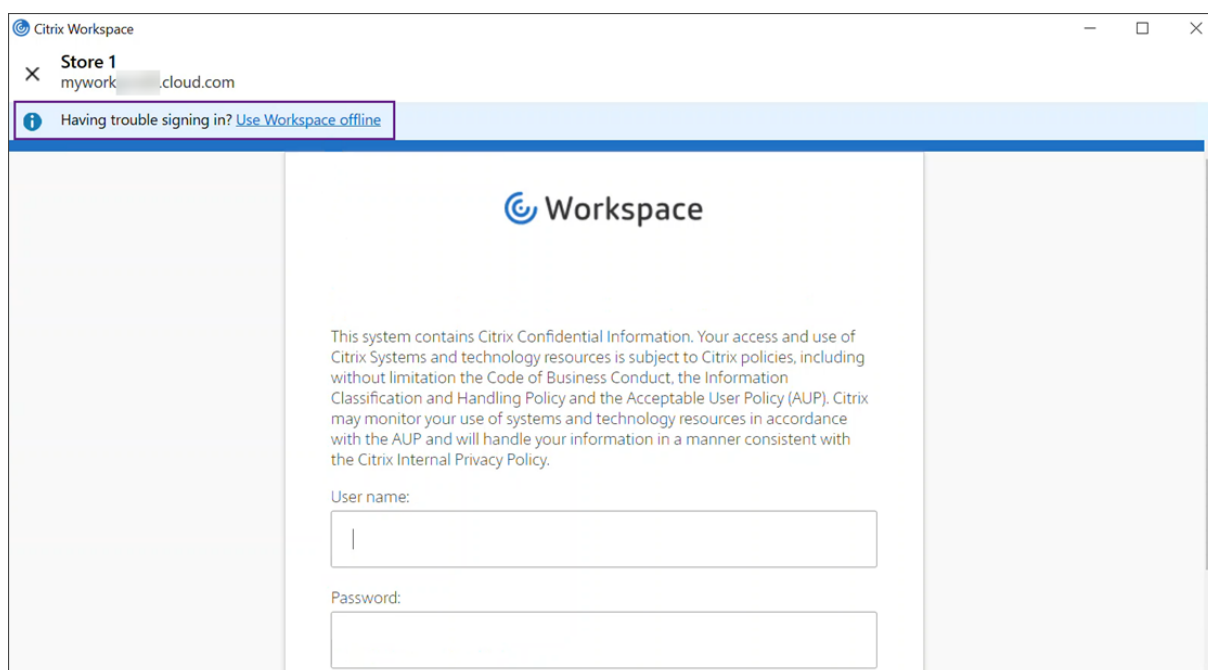 Citrix Workspace
Store 1
mywork .cloud.com
Having trouble signing in? Use Workspace offline
Workspace
This system contains Citrix Confidential Information. Your access and use of
Citrix Systems and technology resources is subject to Citrix policies, including
without limitation the Code of Business Conduct, the Information
Classification and Handling Policy and the Acceptable User Policy (AUP). Citrix
may monitor your use of systems and technology resources in accordance
with the AUP and will handle your information in a manner consistent with
the Citrix Internal Privacy Policy.
User name:
Password: